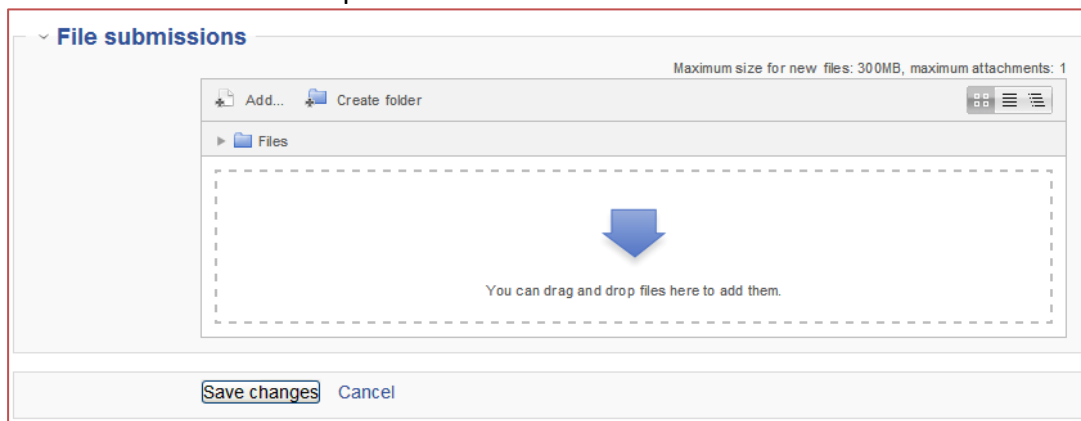 File submissions
Maximum size for new files: 300MB, maximum attachments: 1
Add... Create folder
Files
You can drag and drop files here to add them.
Save changes Cancel